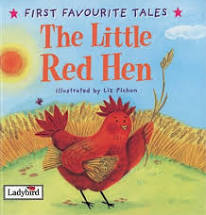 FIRST FAVOURITE TALES
The Little
Red Hen
illustrated by Liz Pichon
Ladybird